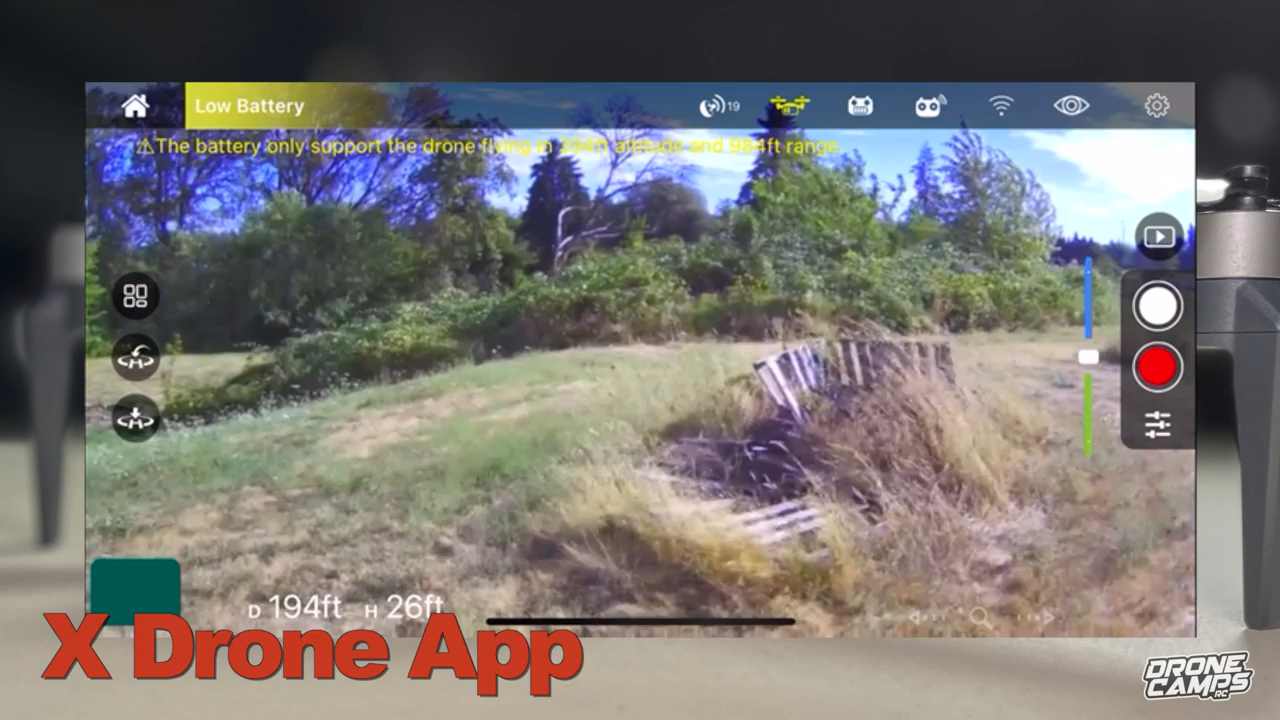 Low Battery
19
⚠The battery only support the drone flying in 394ft altitude and 984ft range.
D 194ft H 26ft
X Drone App
DRONE
CAMPS
RC